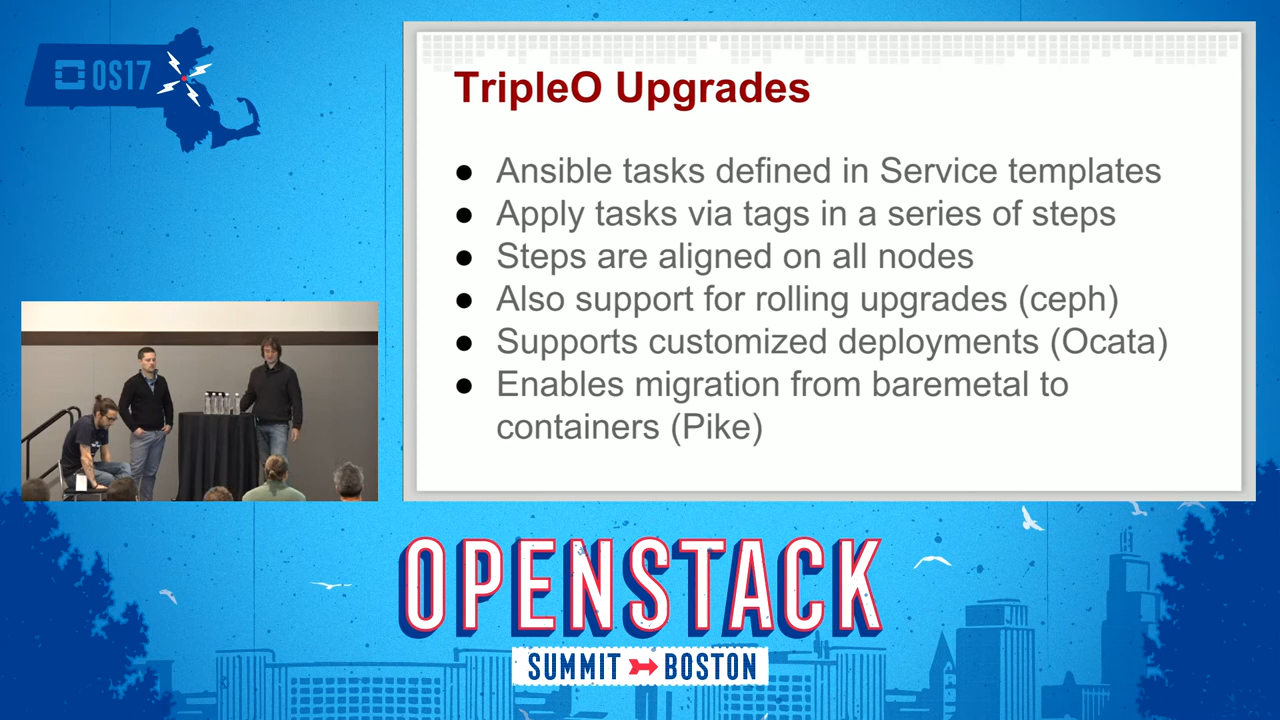 OS17
TripleO Upgrades
● Ansible tasks defined in Service templates
● Apply tasks via tags in a series of steps
● Steps are aligned on all nodes
● Also support for rolling upgrades (ceph)
● Supports customized deployments (Ocata)
● Enables migration from baremetal to
containers (Pike)
OPENSTACK
SUMMIT BOSTON